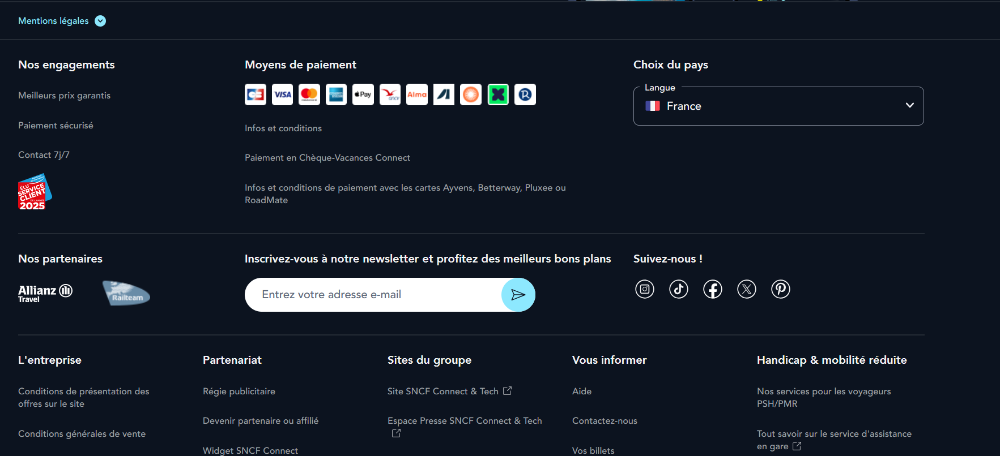 Mentions légales
Nos engagements
Meilleurs prix garantis
Paiement sécurisé
Contact 7j/7
ÉLU
SERVICE
CLIENT
DE L'ANNÉE
2025
Moyens de paiement
CB
VISA
mastercard
Pay
ancv
Alma
Infos et conditions
Paiement en Chèque-Vacances Connect
Infos et conditions de paiement avec les cartes Ayvens, Betterway, Pluxee ou
RoadMate
Choix du pays
Langue
France
Nos partenaires
Allianz
Travel
Railteam
Inscrivez-vous à notre newsletter et profitez des meilleurs bons plans
Entrez votre adresse e-mail
Suivez-nous !
L'entreprise
Conditions de présentation des
offres sur le site
Conditions générales de vente
Partenariat
Régie publicitaire
Devenir partenaire ou affilié
Widget SNCF Connect
Sites du groupe
Site SNCF Connect & Tech
Espace Presse SNCF Connect & Tech
Vous informer
Aide
Contactez-nous
Vos billets
Handicap & mobilité réduite
Nos services pour les voyageurs
PSH/PMR
Tout savoir sur le service d'assistance
en gare